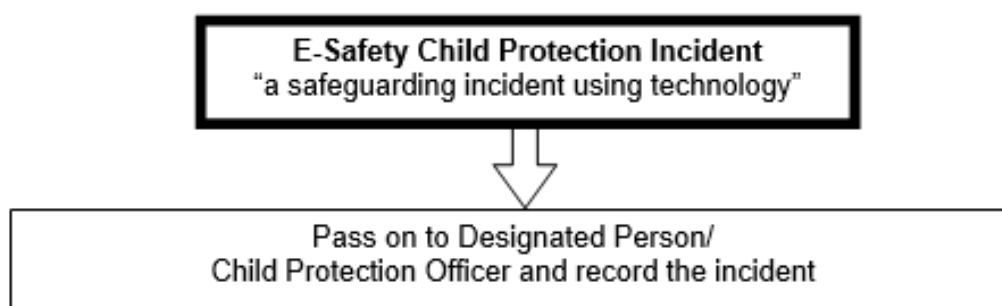 E-Safety Child Protection Incident
“a safeguarding incident using technology”
Pass on to Designated Person/
Child Protection Officer and record the incident